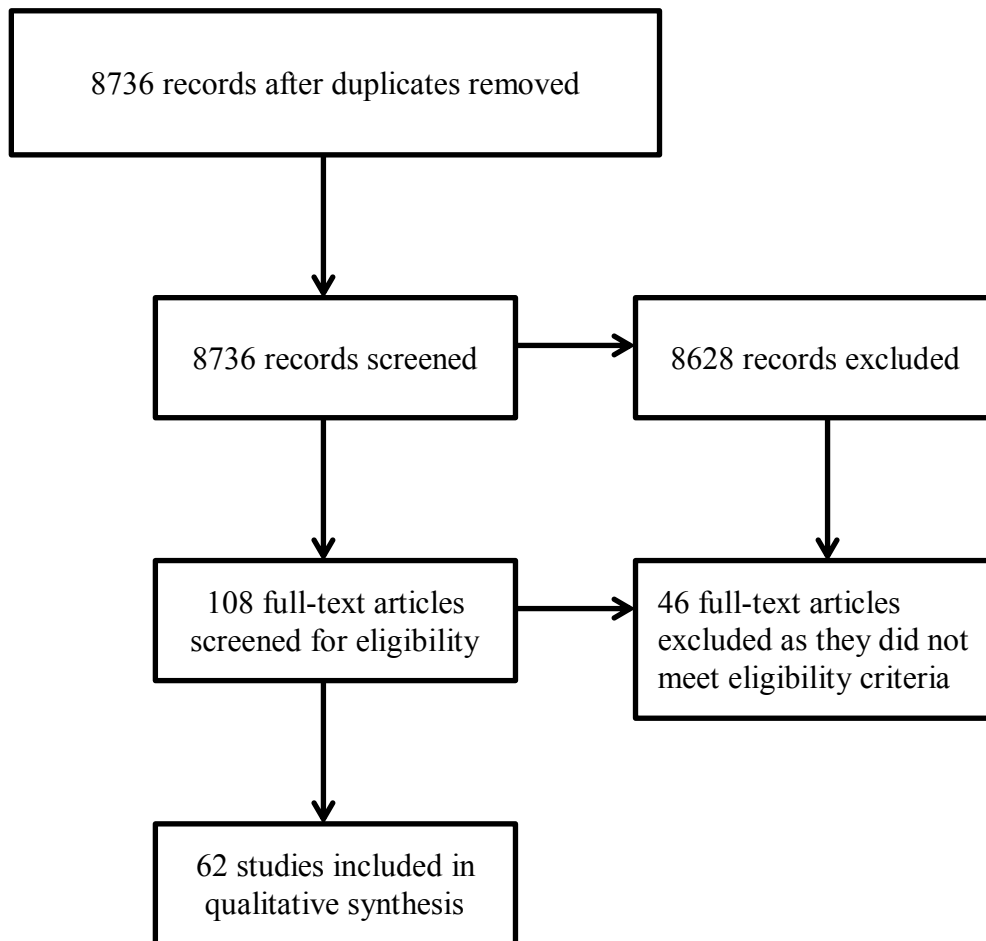 8736 records after duplicates removed
8736 records screened
8628 records excluded
108 full-text articles
screened for eligibility
46 full-text articles
excluded as they did not
meet eligibility criteria
62 studies included in
qualitative synthesis